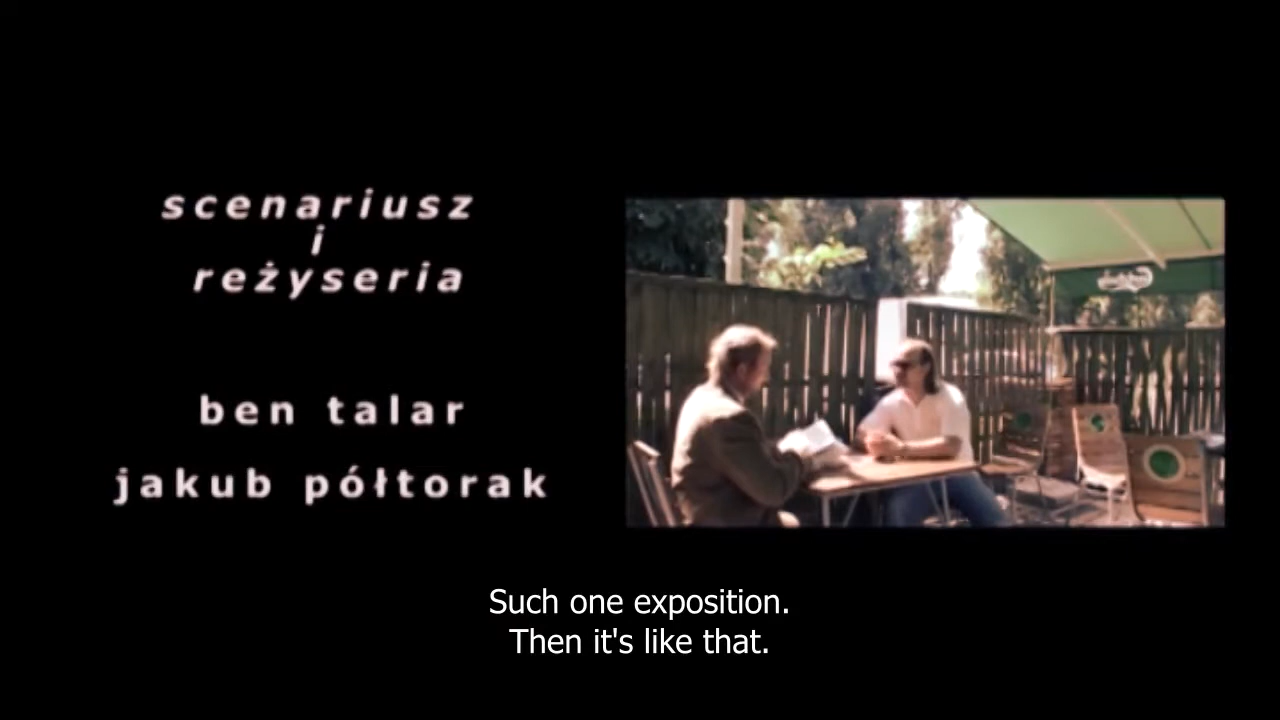 scenariusz
i
reżyseria
ben talar
jakub półtorak
Such one exposition.
Then it's like that.